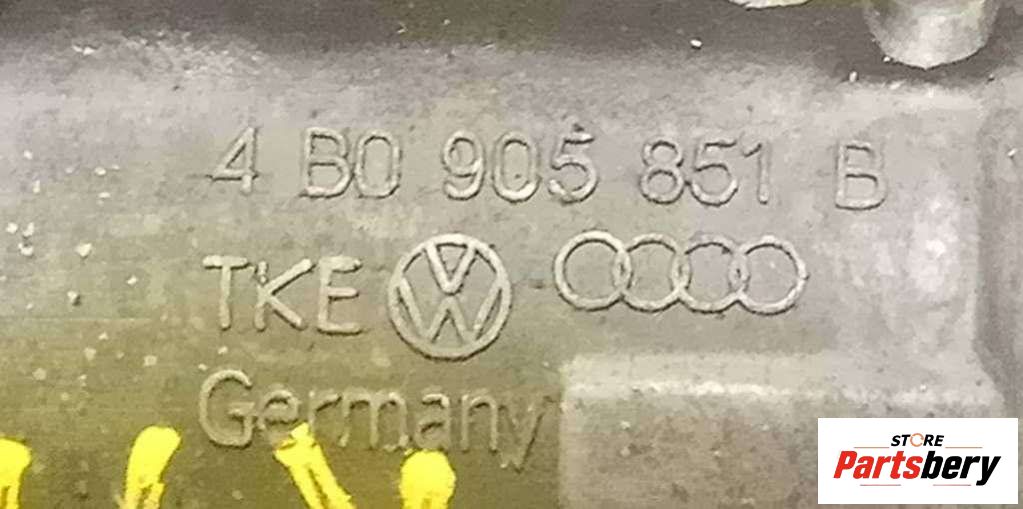 4 B0 905 851 B
TKE
Germany
STORE
Partsbery